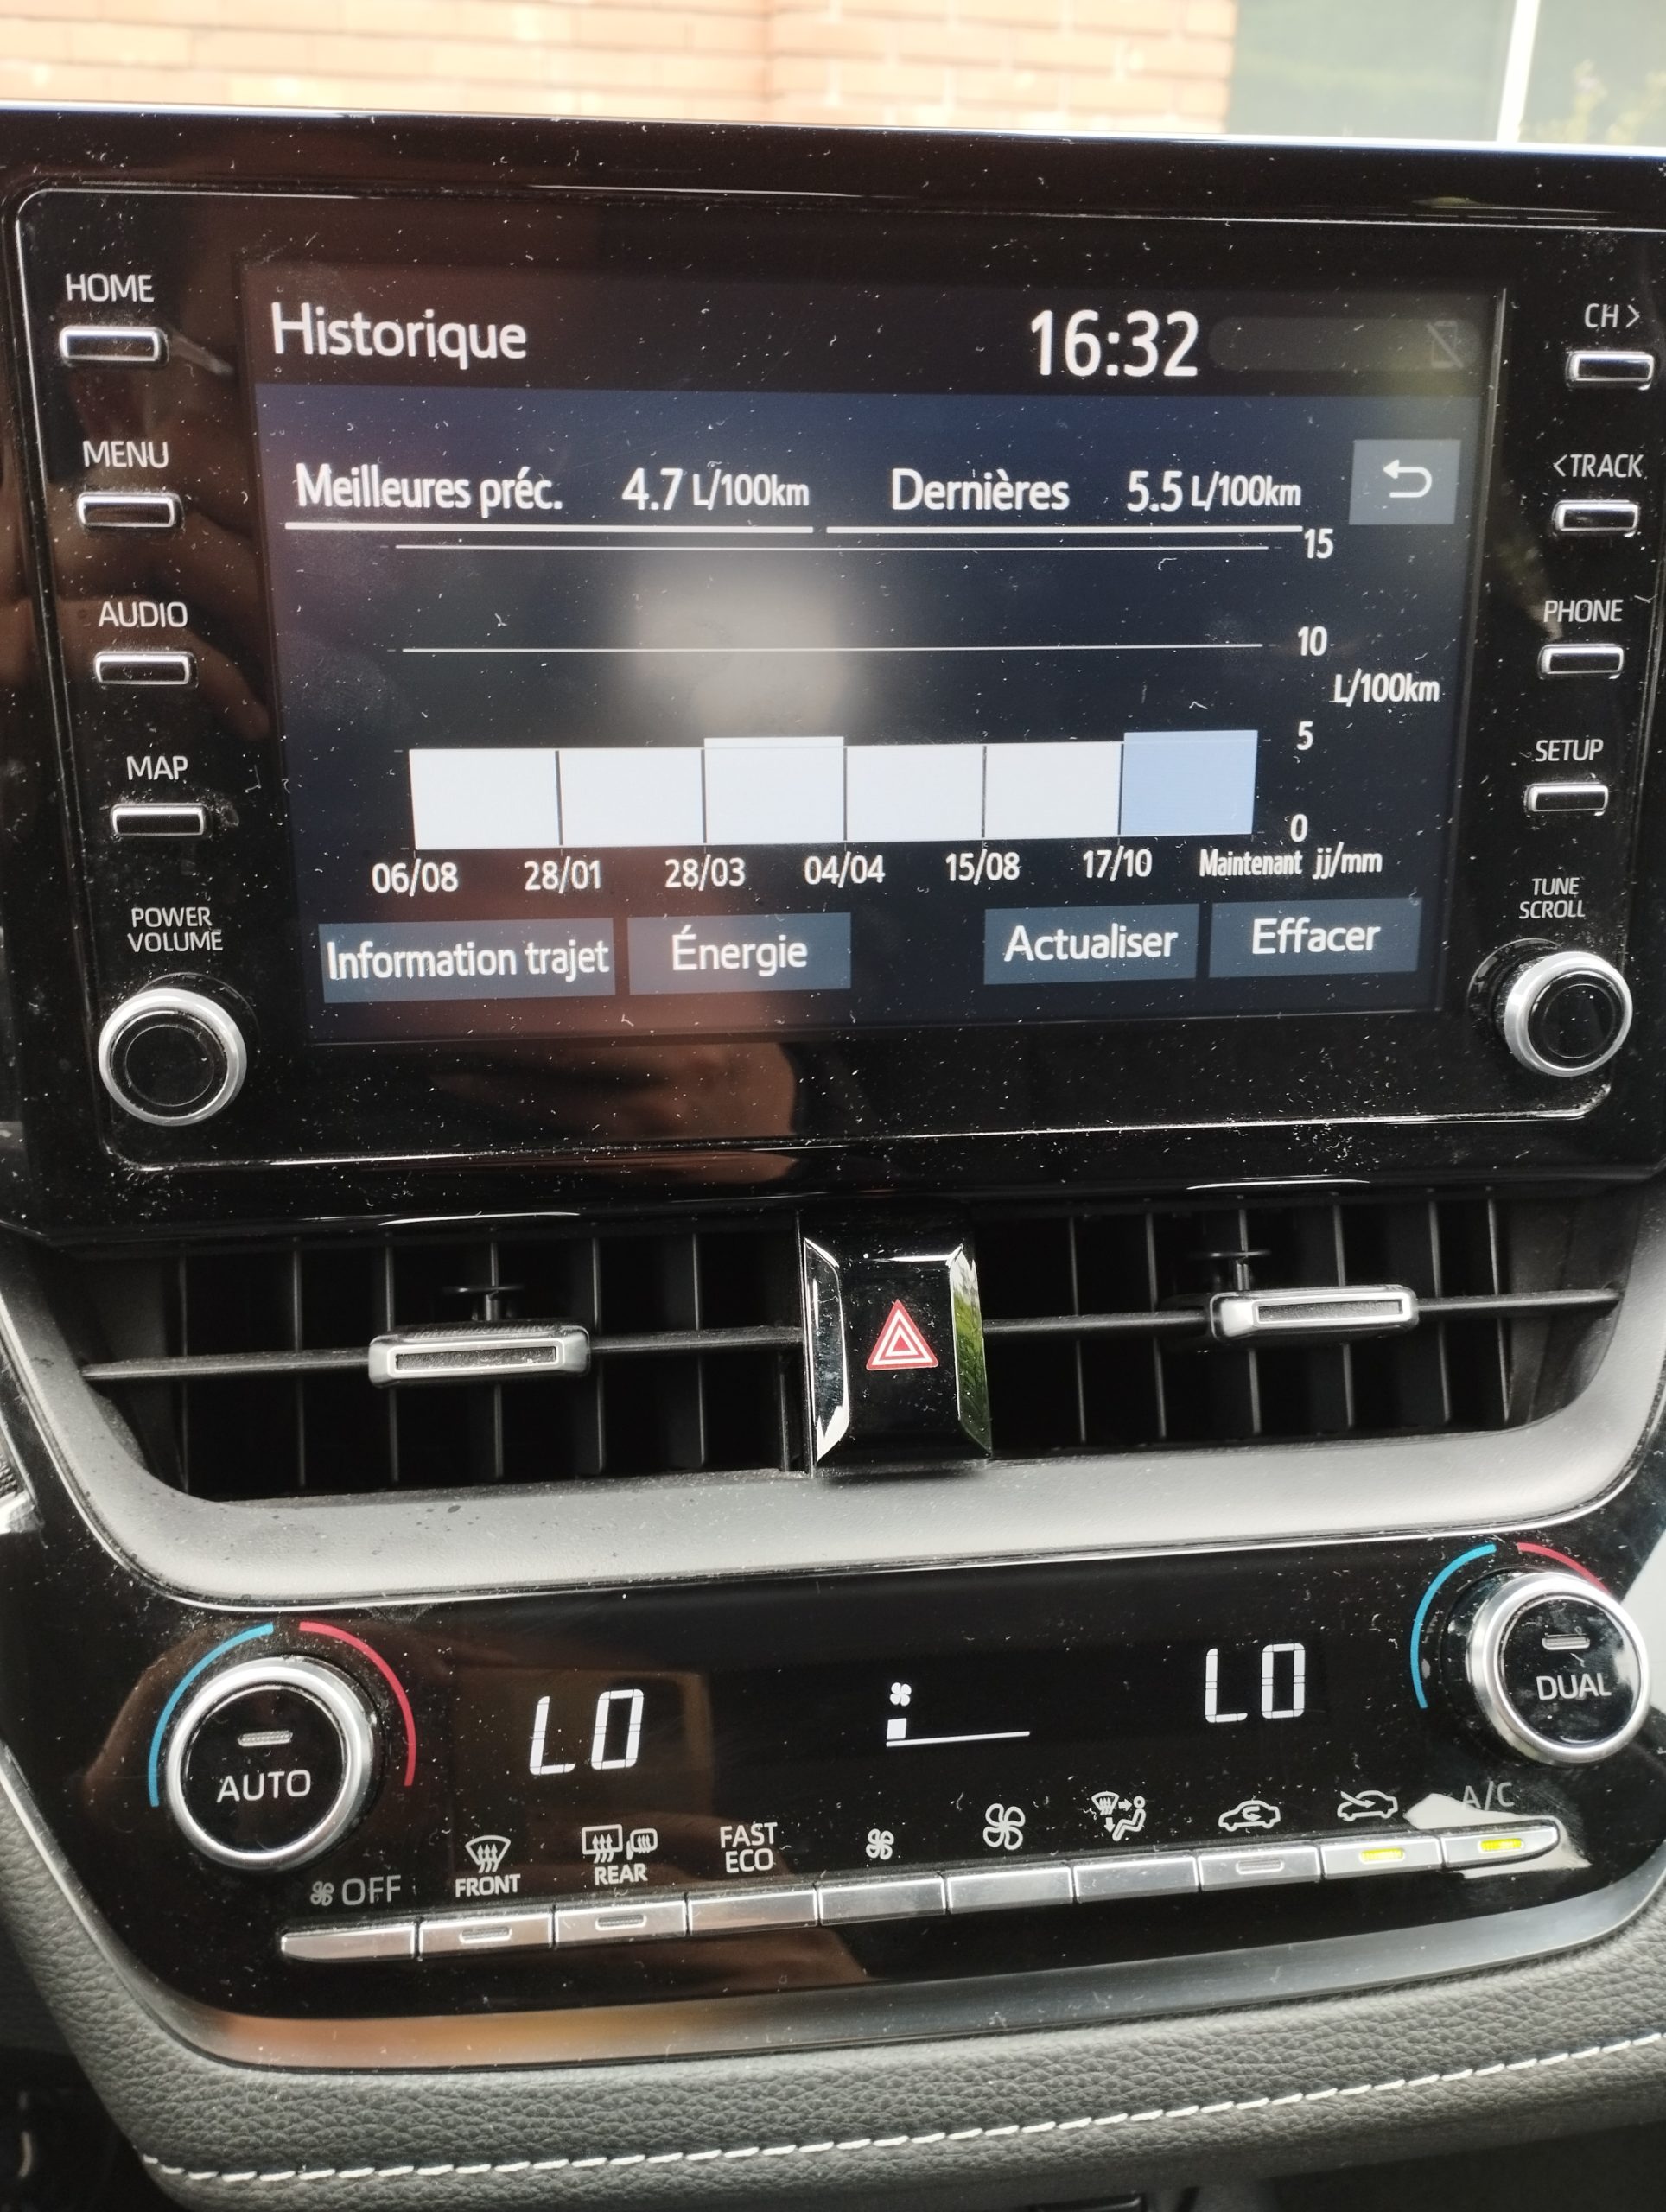 HOME
Historique 16:32
CH>
MENU
Meilleures préc. 4.7 L/100km Dernières 5.5 L/100km
<TRACK
15
AUDIO
PHONE
10
L/100km
MAP
SETUP
5
0
06/08 28/01 28/03 04/04 15/08 17/10 Maintenant jj/mm
POWER
VOLUME
TUNE
SCROLL
Information trajet Énergie Actualiser Effacer
LO LO
AUTO DUAL
OFF FRONT REAR FAST
ECO A/C